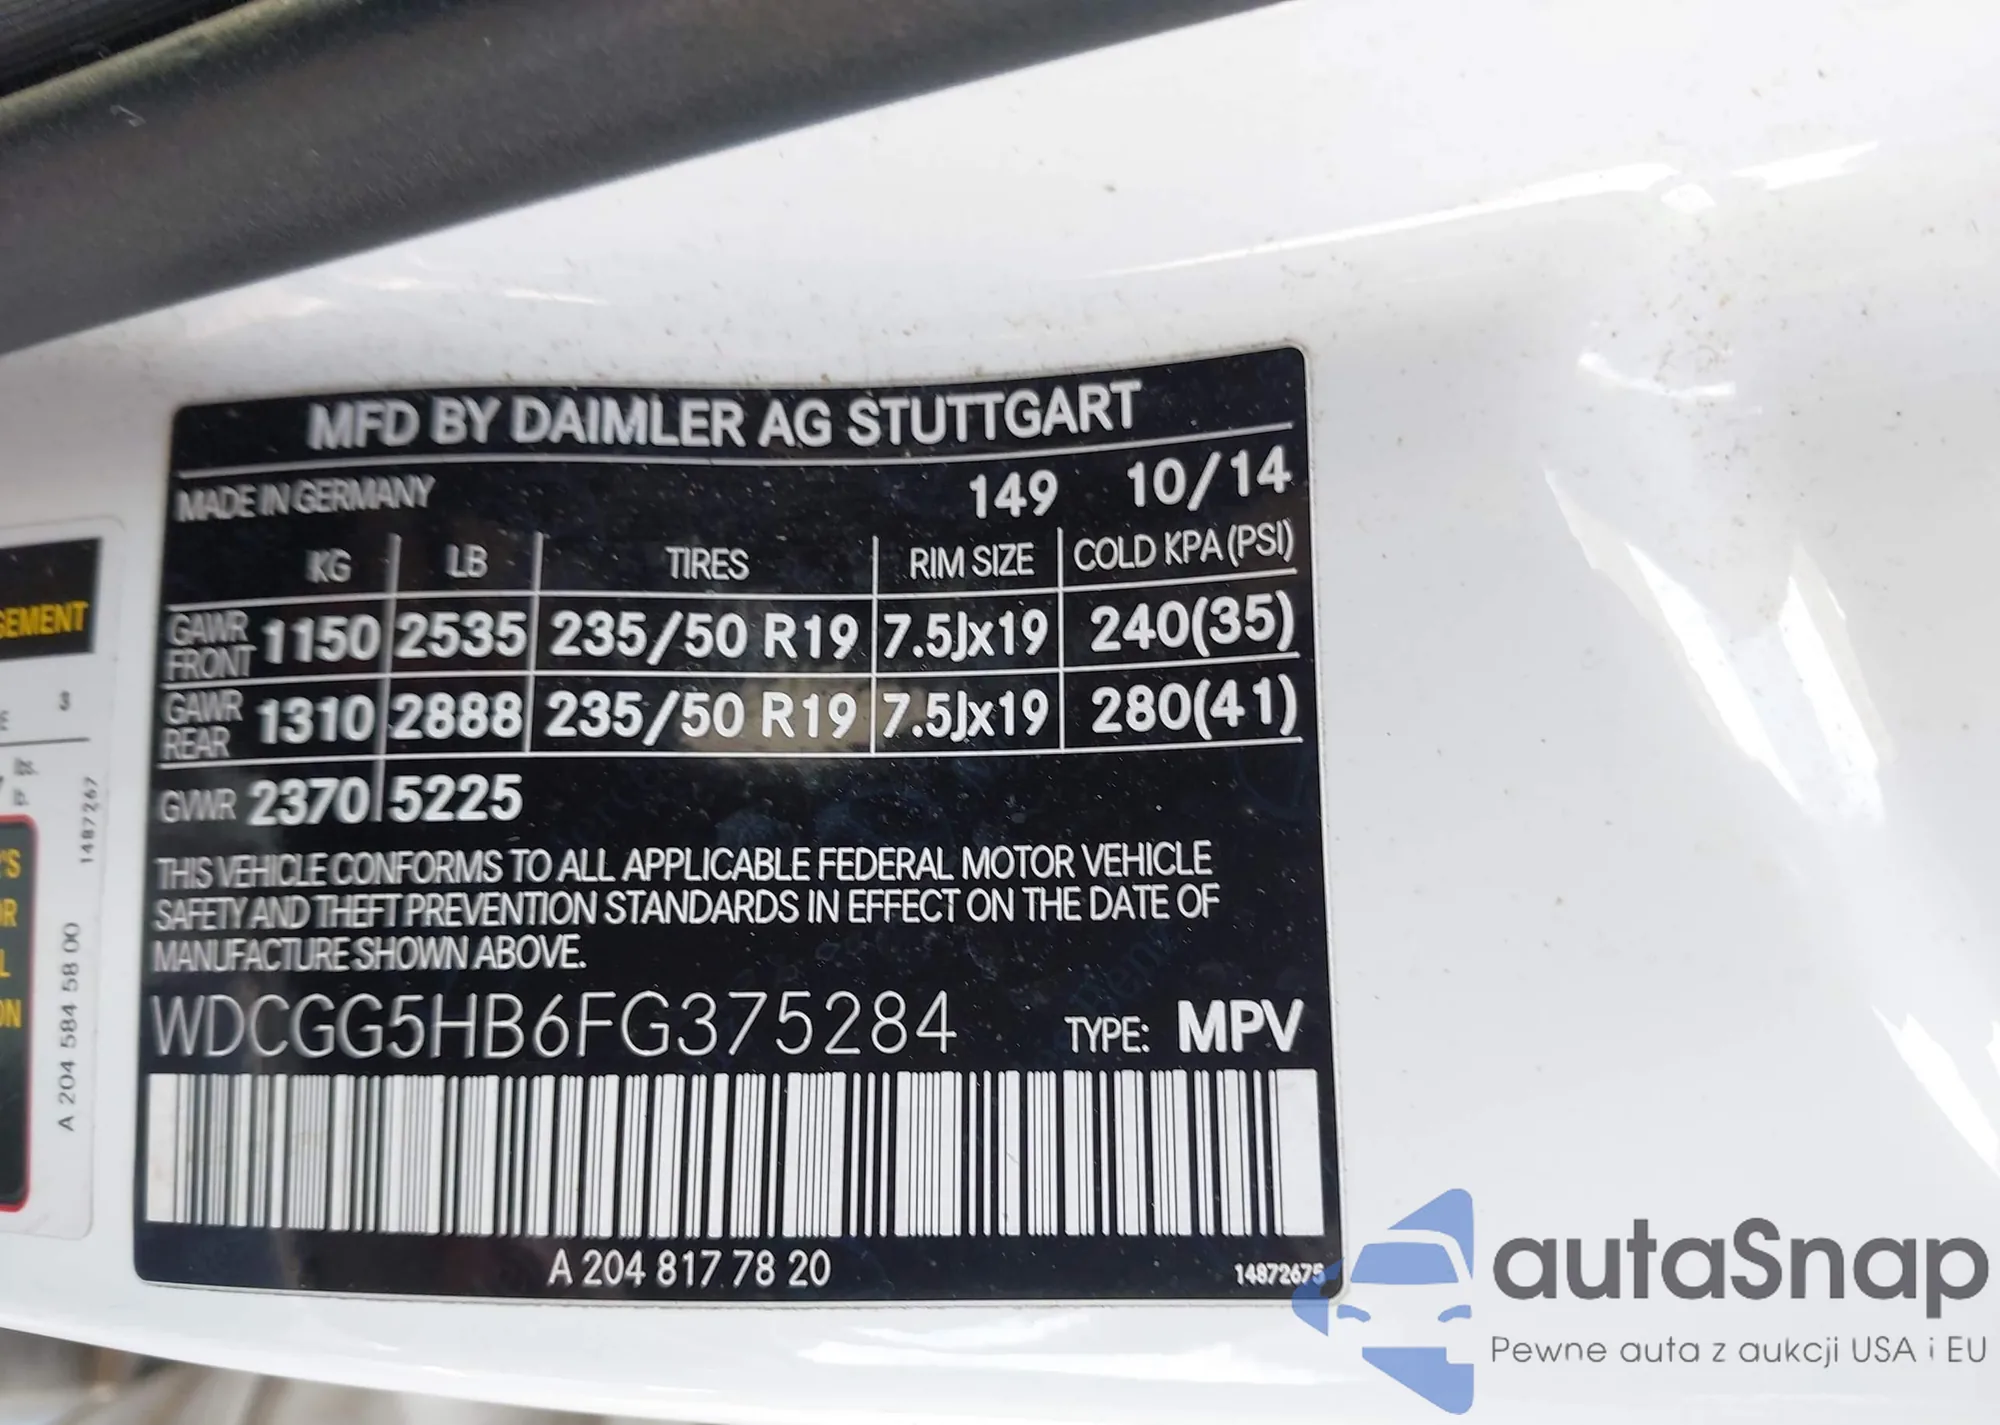 MFD BY DAIMLER AG STUTTGART
MADE IN GERMANY 149 10/14
KG LB TIRES RIM SIZE COLD KPA (PSI)
GAWR FRONT 1150 2535 235/50 R19 7.5Jx19 240(35)
GAWR REAR 1310 2888 235/50 R19 7.5Jx19 280(41)
GVWR 2370 5225
THIS VEHICLE CONFORMS TO ALL APPLICABLE FEDERAL MOTOR VEHICLE
SAFETY AND THEFT PREVENTION STANDARDS IN EFFECT ON THE DATE OF
MANUFACTURE SHOWN ABOVE.
WDCGG5HB6FG375284 TYPE: MPV
A 204 817 78 20
14872675
3
lbs.
lb.
A 204 584 58 00 1487267
autaSnap
Pewne auta z aukcji USA i EU